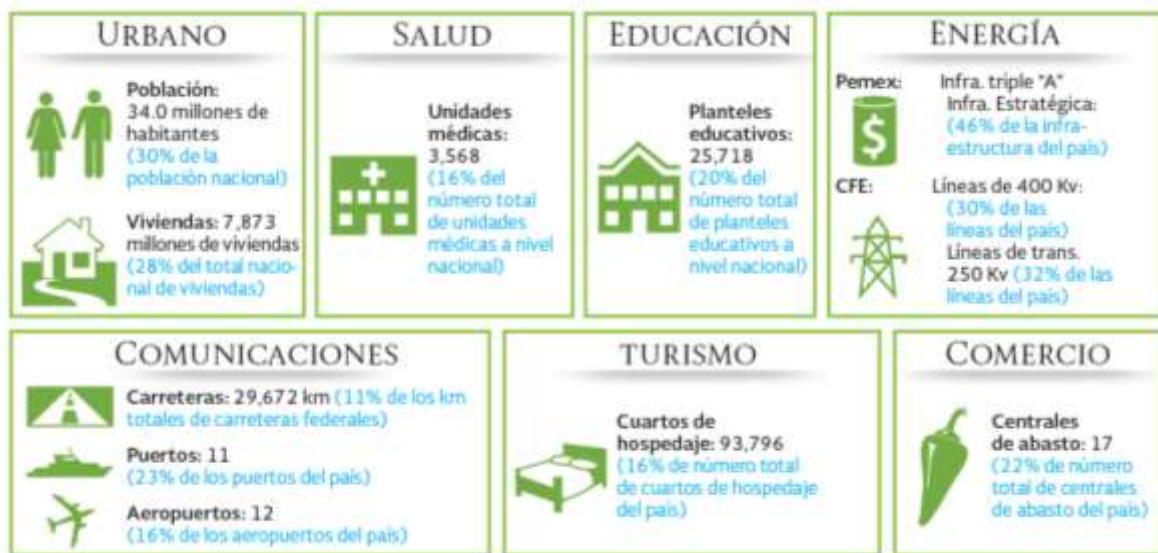 URBANO
Población:
34.0 millones de
habitantes
(30% de la
población nacional)
Viviendas: 7,873
millones de viviendas
(28% del total nacio-
nal de viviendas)
SALUD
Unidades
médicas:
3,568
(16% del
número total
de unidades
médicas a nivel
nacional)
EDUCACIÓN
Planteles
educativos:
25,718
(20% del
número total
de planteles
educativos a
nivel nacional)
ENERGÍA
Pemex: Infra. triple "A"
Infra. Estratégica:
(46% de la infra-
estructura del país)
$
CFE: Líneas de 400 Kv:
(30% de las
líneas del país)
Líneas de trans.
250 Kv (32% de las
líneas del país)
COMUNICACIONES
Carreteras: 29,672 km (11% de los km
totales de carreteras federales)
Puertos: 11
(23% de los puertos del país)
Aeropuertos: 12
(16% de los aeropuertos del país)
TURISMO
Cuartos de
hospedaje: 93,796
(16% de número total
de cuartos de hospedaje
del país)
COMERCIO
Centrales
de abasto: 17
(22% de número
total de centrales
de abasto del país)